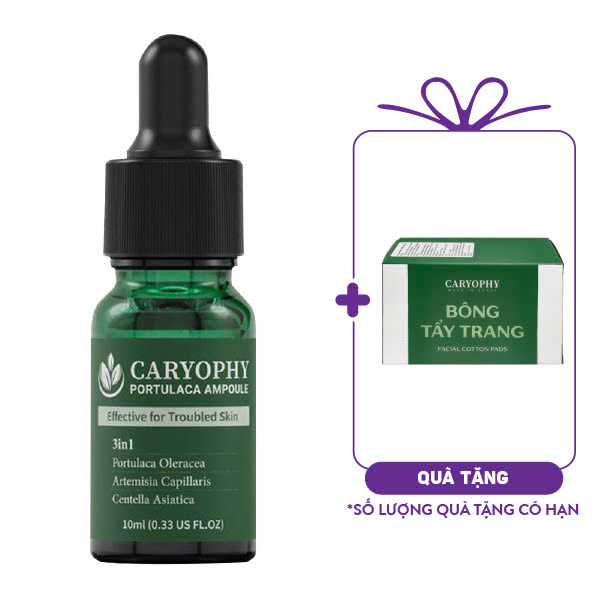 CARYOPHY
PORTULACA AMPOULE
Effective for Troubled Skin
3in1
Portulaca Oleracea
Artemisia Capillaris
Centella Asiatica
10ml (0.33 US FL.OZ)
CARYOPHY
BÔNG
TẨY TRANG
FACIAL COTTON PADS
QUÀ TẶNG
*SỐ LƯỢNG QUÀ TẶNG CÓ HẠN